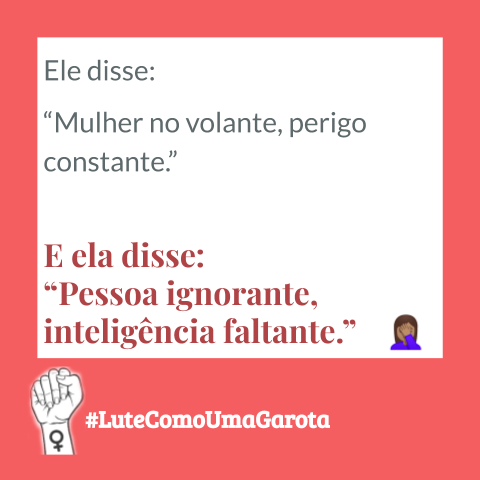 Ele disse:
“Mulher no volante, perigo
constante.”
E ela disse:
“Pessoa ignorante,
inteligência faltante.”
#LuteComoUmaGarota